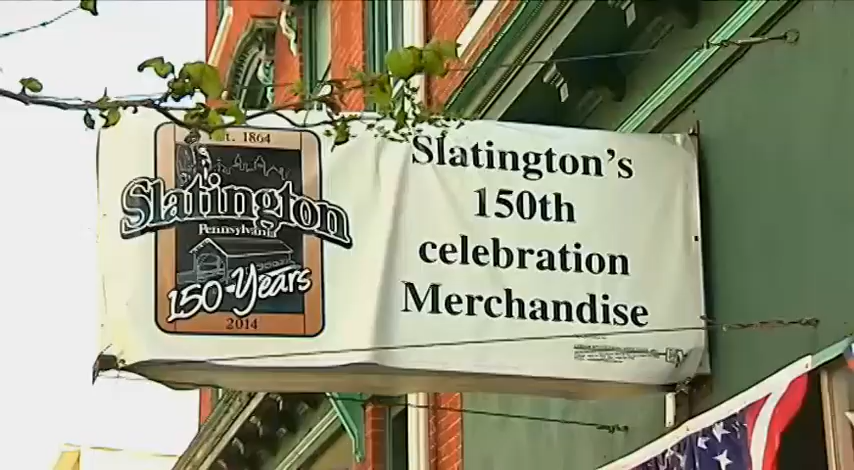 Est. 1864
Slatington
Pennsylvania
150-Years
2014
Slatington's
150th
celebration
Merchandise